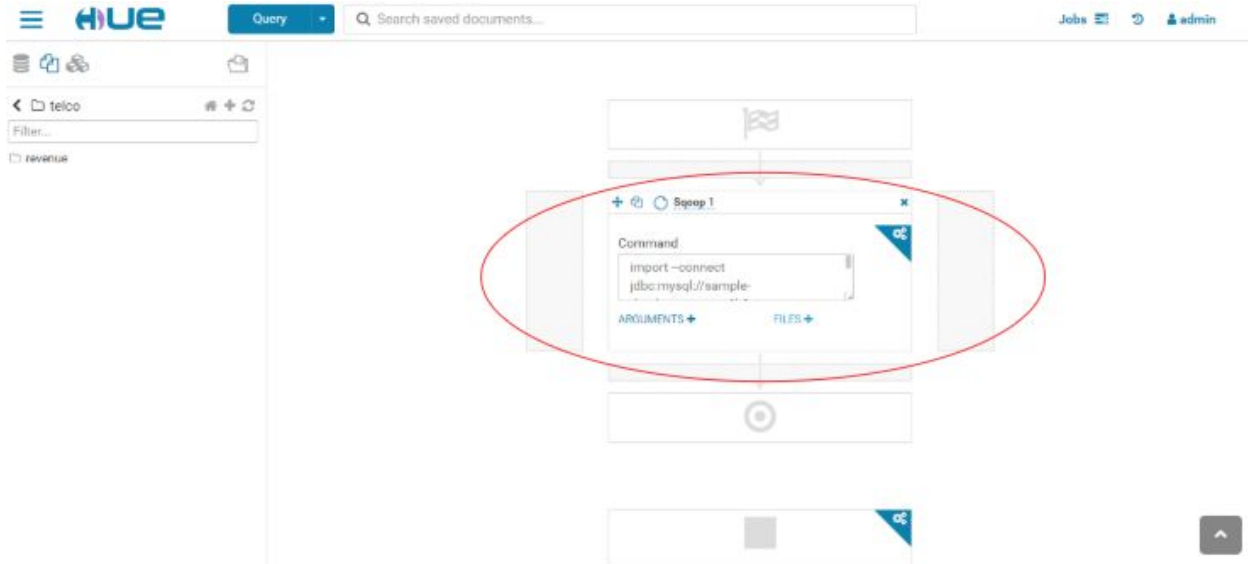 HUE
Query
Search saved documents...
Jobs
admin
telco
Filter...
revenue
Sqoop 1
Command
import --connect
jdbc:mysql://sample-
ARGUMENTS +
FILES +